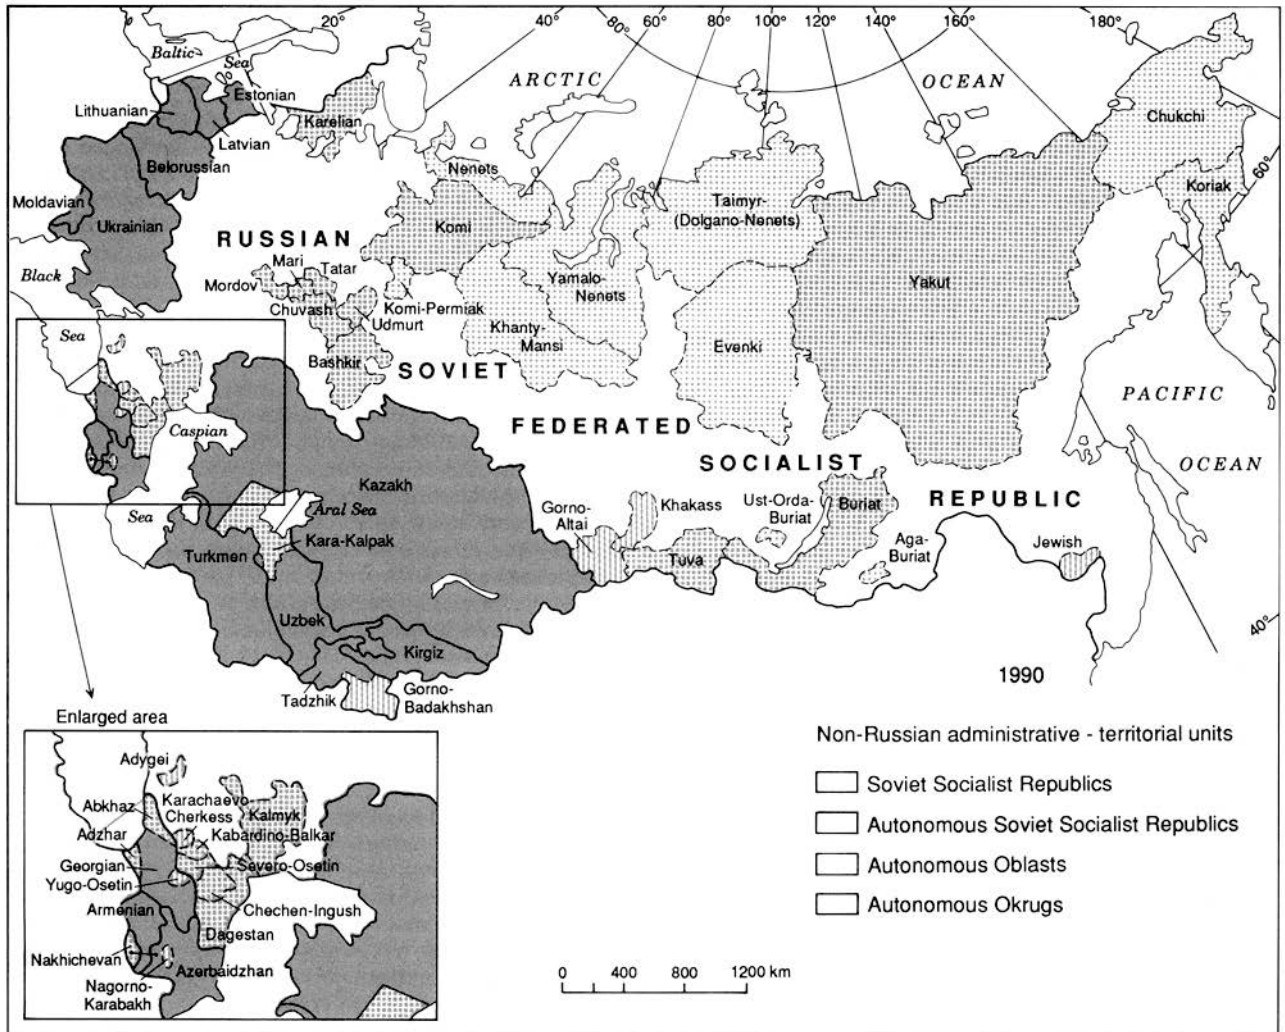 20°
40°
80°
60°
80°
100°
120°
140°
160°
180°
Baltic
Sea
ARCTIC
OCEAN
Lithuanian
Estonian
Latvian
Karelian
Chukchi
Belorussian
Nenets
60°
Koriak
Moldavian
Ukrainian
Taimyr-
(Dolgano-Nenets)
Komi
RUSSIAN
Black
Mari
Tatar
Mordov
Chuvash
Komi-Permiak
Udmurt
Yamalo-
Nenets
Yakut
Sea
Khanty-
Mansi
Evenki
Bashkir
SOVIET
PACIFIC
OCEAN
Caspian
FEDERATED
SOCIALIST
REPUBLIC
Kazakh
Sea
Aral Sea
Gorno-
Altai
Khakass
Ust-Orda-
Buriat
Buriat
Turkmen
Kara-Kalpak
Tuva
Aga-
Buriat
Jewish
Uzbek
40°
Kirgiz
1990
Tadzhik
Gorno-
Badakhshan
Enlarged area
Adygei
Abkhaz
Karachaevo-
Cherkess
Kalmyk
Adzhar
Kabardino-Balkar
Georgian
Severo-Osetin
Yugo-Osetin
Armenian
Chechen-Ingush
Dagestan
Nakhichevan
Azerbaidzhan
Nagorno-
Karabakh
Non-Russian administrative - territorial units
Soviet Socialist Republics
Autonomous Soviet Socialist Republics
Autonomous Oblasts
Autonomous Okrugs
0 400 800 1200 km